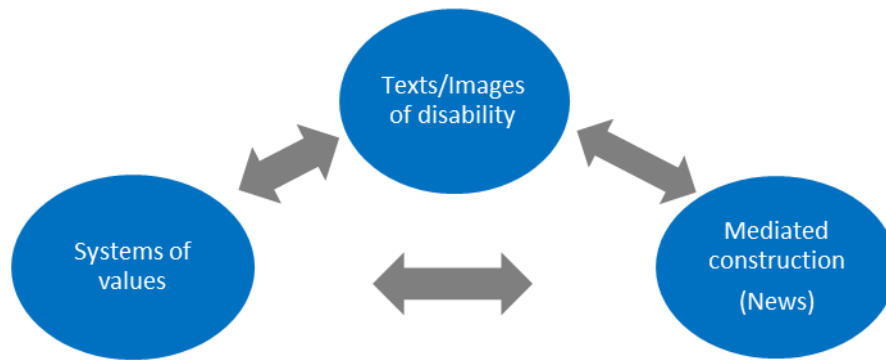 Texts/Images
of disability
Systems of
values
Mediated
construction
(News)